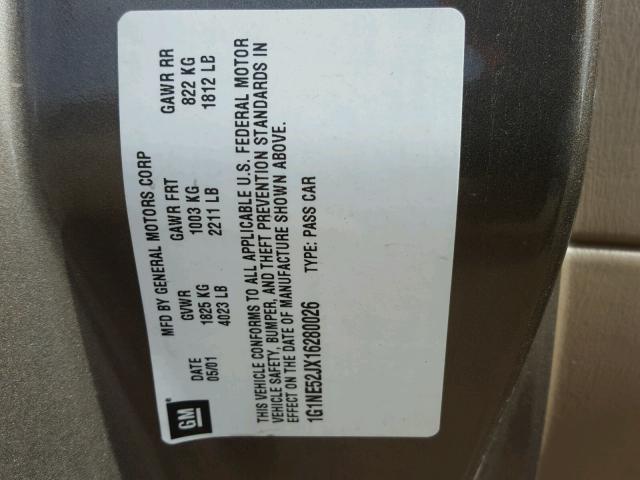 GM
MFD BY GENERAL MOTORS CORP
DATE GVWR GAWR FRT GAWR RR
05/01 1825 KG 1003 KG 822 KG
4023 LB 2211 LB 1812 LB
THIS VEHICLE CONFORMS TO ALL APPLICABLE U.S. FEDERAL MOTOR
VEHICLE SAFETY, BUMPER, AND THEFT PREVENTION STANDARDS IN
EFFECT ON THE DATE OF MANUFACTURE SHOWN ABOVE.
1G1NE52JX16280026 TYPE: PASS CAR